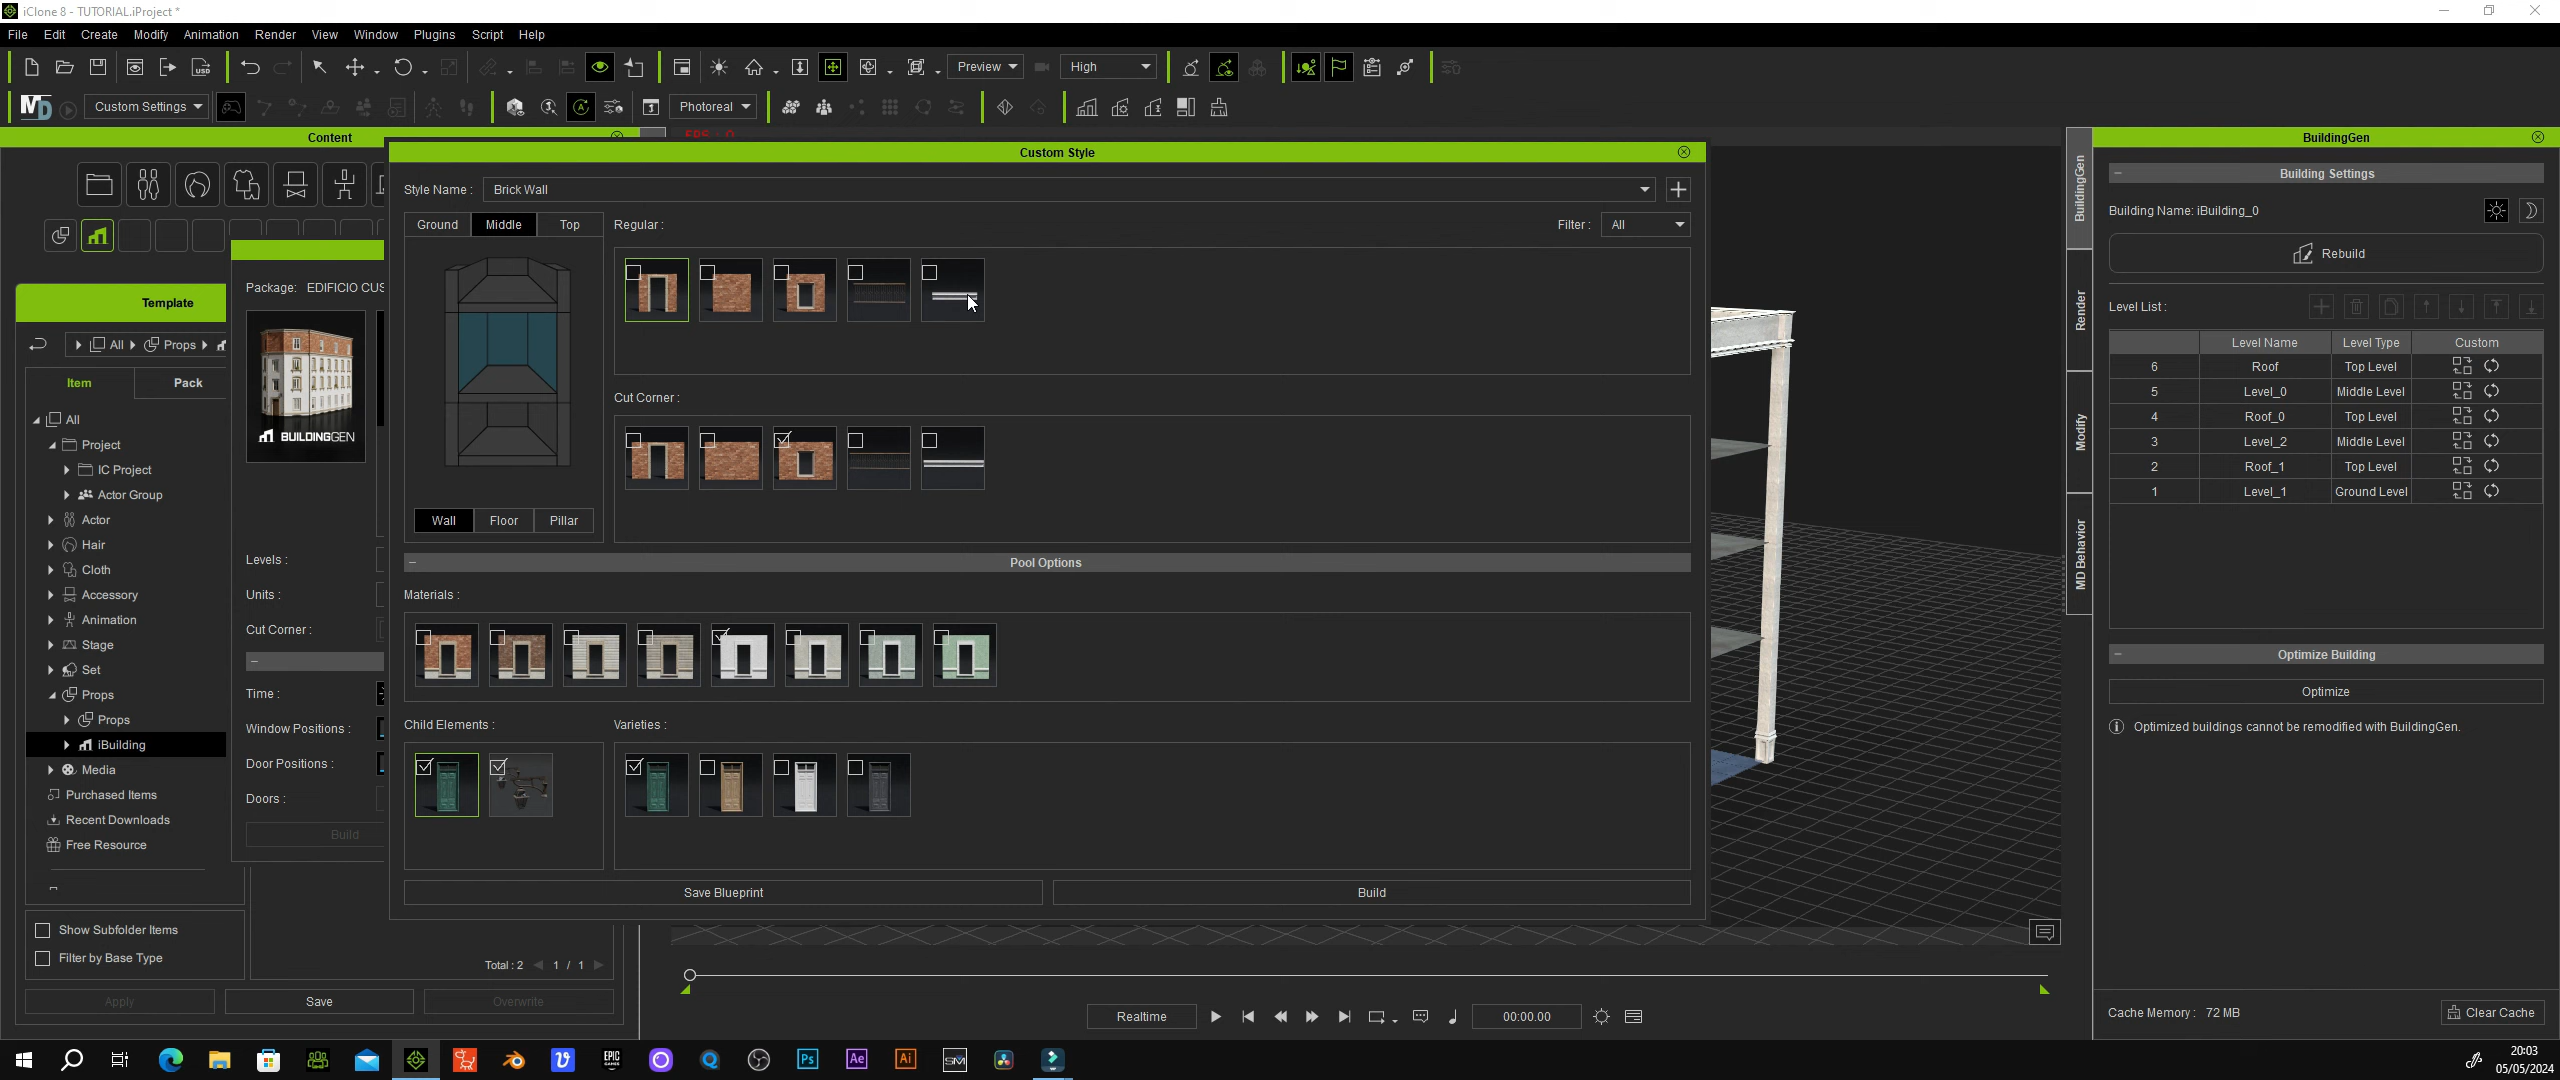 iClone 8 - TUTORIAL.iProject *
File Edit Create Modify Animation Render View Window Plugins Script Help
Preview High
MD Custom Settings Photoreal
Content
Template
All Props
Item Pack
All
Project
IC Project
Actor Group
Actor
Hair
Cloth
Accessory
Animation
Stage
Set
Props
Props
iBuilding
Media
Purchased Items
Recent Downloads
Free Resource
Show Subfolder Items
Filter by Base Type
Total : 2 1 / 1
Apply Save Overwrite
Package: EDIFICIO CUS
BUILDINGGEN
Levels :
Units :
Cut Corner :
Time :
Window Positions :
Door Positions :
Doors :
Build
Custom Style
Style Name : Brick Wall
Ground Middle Top
Regular :
Filter : All
Cut Corner :
Wall Floor Pillar
Pool Options
Materials :
Child Elements :
Varieties :
Save Blueprint Build
Realtime 00:00.00
BuildingGen
Render
Modify
MD Behavior
BuildingGen
Building Settings
Building Name: iBuilding_0
Rebuild
Level List :
Level Name Level Type Custom
6 Roof Top Level
5 Level_0 Middle Level
4 Roof_0 Top Level
3 Level_2 Middle Level
2 Roof_1 Top Level
1 Level_1 Ground Level
Optimize Building
Optimize
Optimized buildings cannot be remodified with BuildingGen.
Cache Memory : 72 MB Clear Cache
EPIC GAMES Ps Ae Ai SM
20:03
05/05/2024